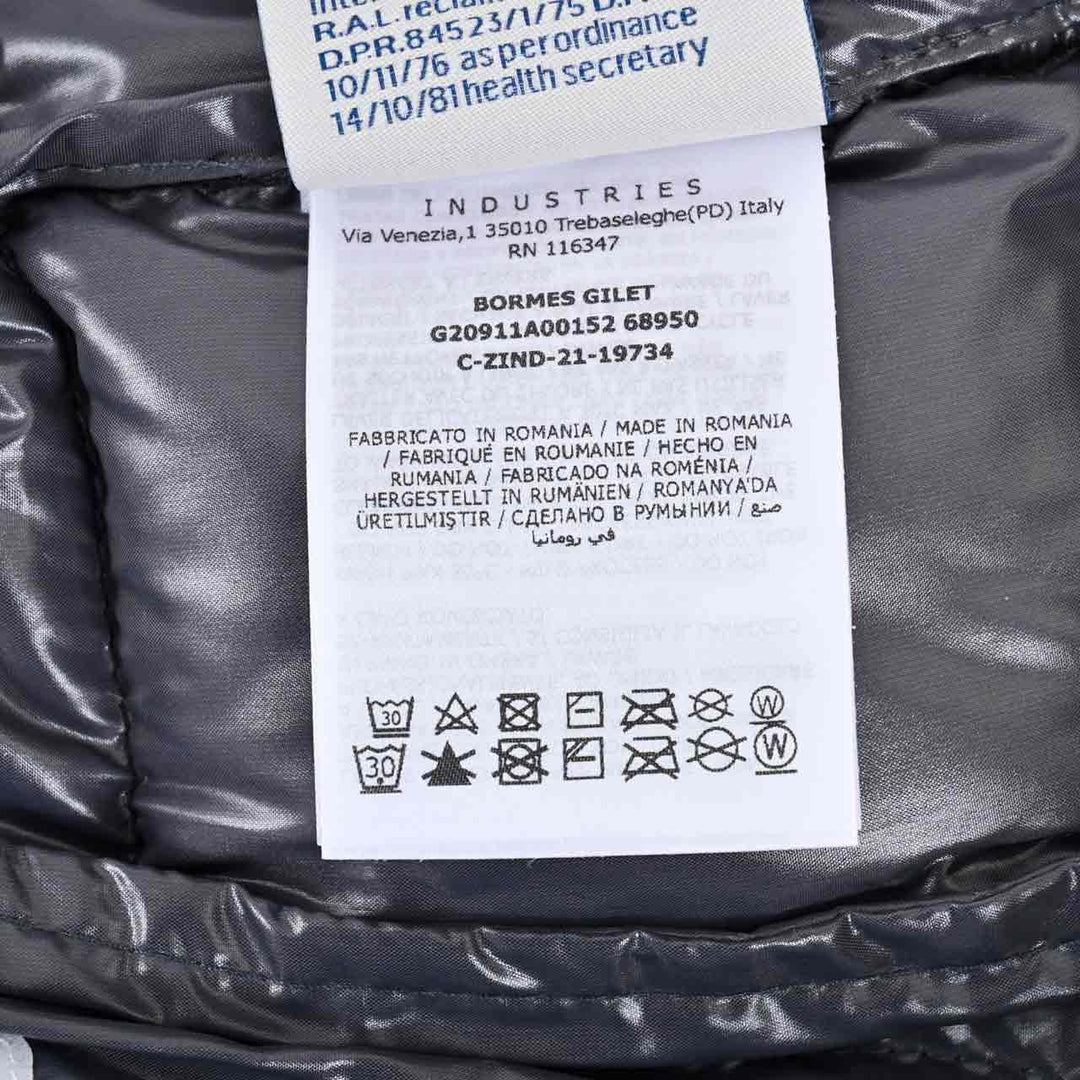 R.A.L.
D.P.R.84523/1/75
10/11/76 as per ordinance
14/10/81 health secretary
INDUSTRIES
Via Venezia,1 35010 Trebaseleghe(PD) Italy
RN 116347
BORMES GILET
G20911A00152 68950
C-ZIND-21-19734
FABBRICATO IN ROMANIA / MADE IN ROMANIA
/ FABRIQUÉ EN ROUMANIE / HECHO EN
RUMANIA / FABRICADO NA ROMÉNIA /
HERGESTELLT IN RUMÄNIEN / ROMANYA'DA
ÜRETILMIŞTIR / СДЕЛАНО В РУМЫНИИ / صنع
في رومانيا
30 W
30 W